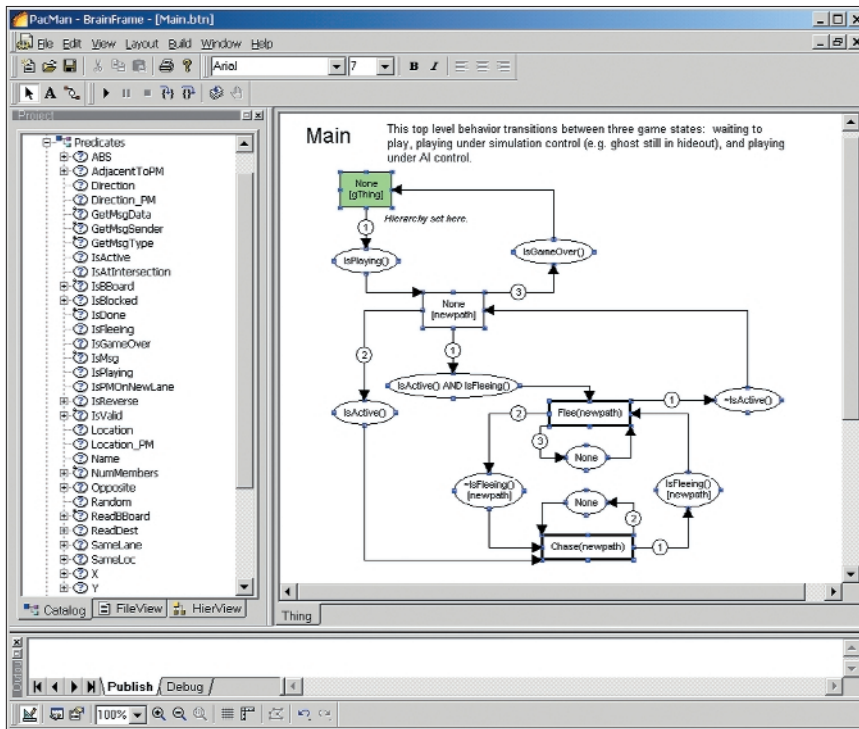 PacMan - BrainFrame - [Main.btn]
File Edit View Layout Build Window Help
Arial 7 B I
A
Project
Predicates
ABS
AdjacentToPM
Direction
Direction_PM
GetMsgData
GetMsgSender
GetMsgType
IsActive
IsAtIntersection
IsBBoard
IsBlocked
IsDone
IsFleeing
IsGameOver
IsMsg
IsPlaying
IsPMOnNewLane
IsReverse
IsValid
Location
Location_PM
Name
NumMembers
Opposite
Random
ReadBBoard
ReadDest
SameLane
SameLoc
X
Y
Catalog FileView HierView
Main
This top level behavior transitions between three game states: waiting to
play, playing under simulation control (e.g. ghost still in hideout), and playing
under AI control.
None
[gThing]
Hierarchy set here.
1
IsPlaying()
IsGameOver()
3
None
[newpath]
2
1
IsActive() AND IsFleeing()
IsActive()
Flee(newpath)
1
~IsActive()
2
3
None
~IsFleeing()
[newpath]
None
IsFleeing()
[newpath]
2
Chase(newpath)
1
Thing
Publish Debug
100%